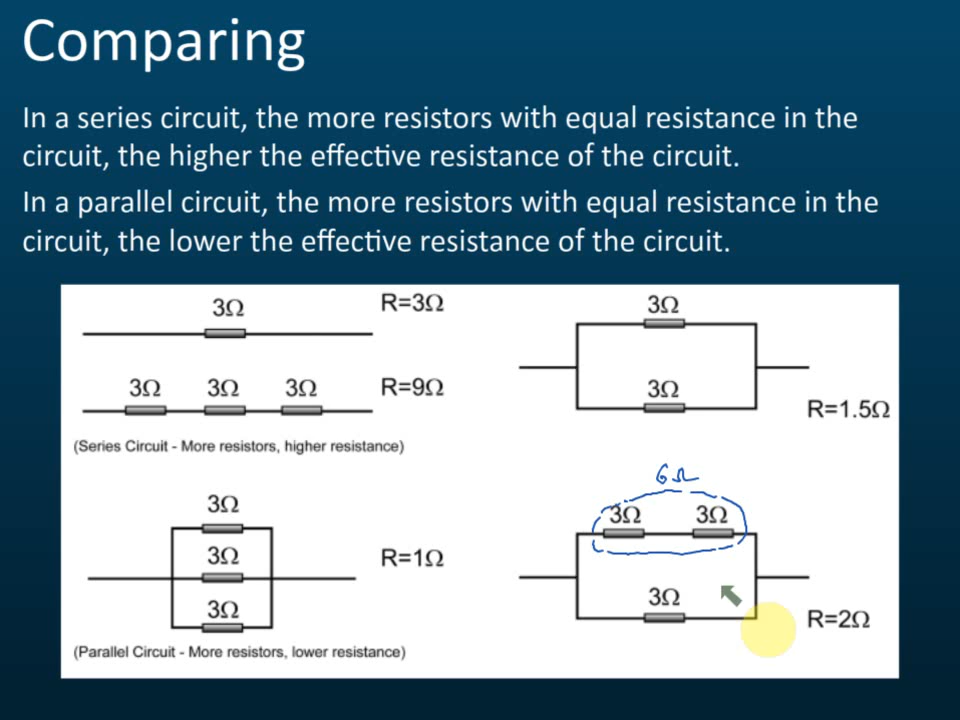 Comparing
In a series circuit, the more resistors with equal resistance in the
circuit, the higher the effective resistance of the circuit.
In a parallel circuit, the more resistors with equal resistance in the
circuit, the lower the effective resistance of the circuit.
3Ω R=3Ω
3Ω 3Ω 3Ω R=9Ω
(Series Circuit - More resistors, higher resistance)
3Ω
3Ω R=1.5Ω
3Ω
3Ω R=1Ω
3Ω
(Parallel Circuit - More resistors, lower resistance)
6Ω
3Ω 3Ω
3Ω R=2Ω